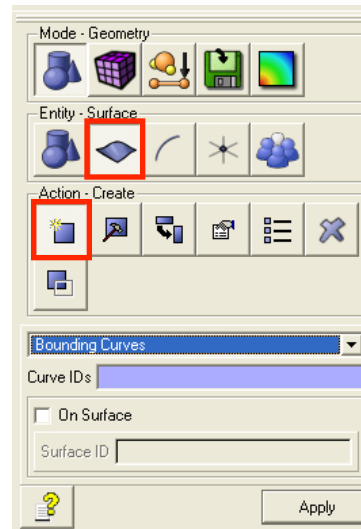 Mode - Geometry
Entity - Surface
Action - Create
Bounding Curves
Curve IDs
On Surface
Surface ID
Apply